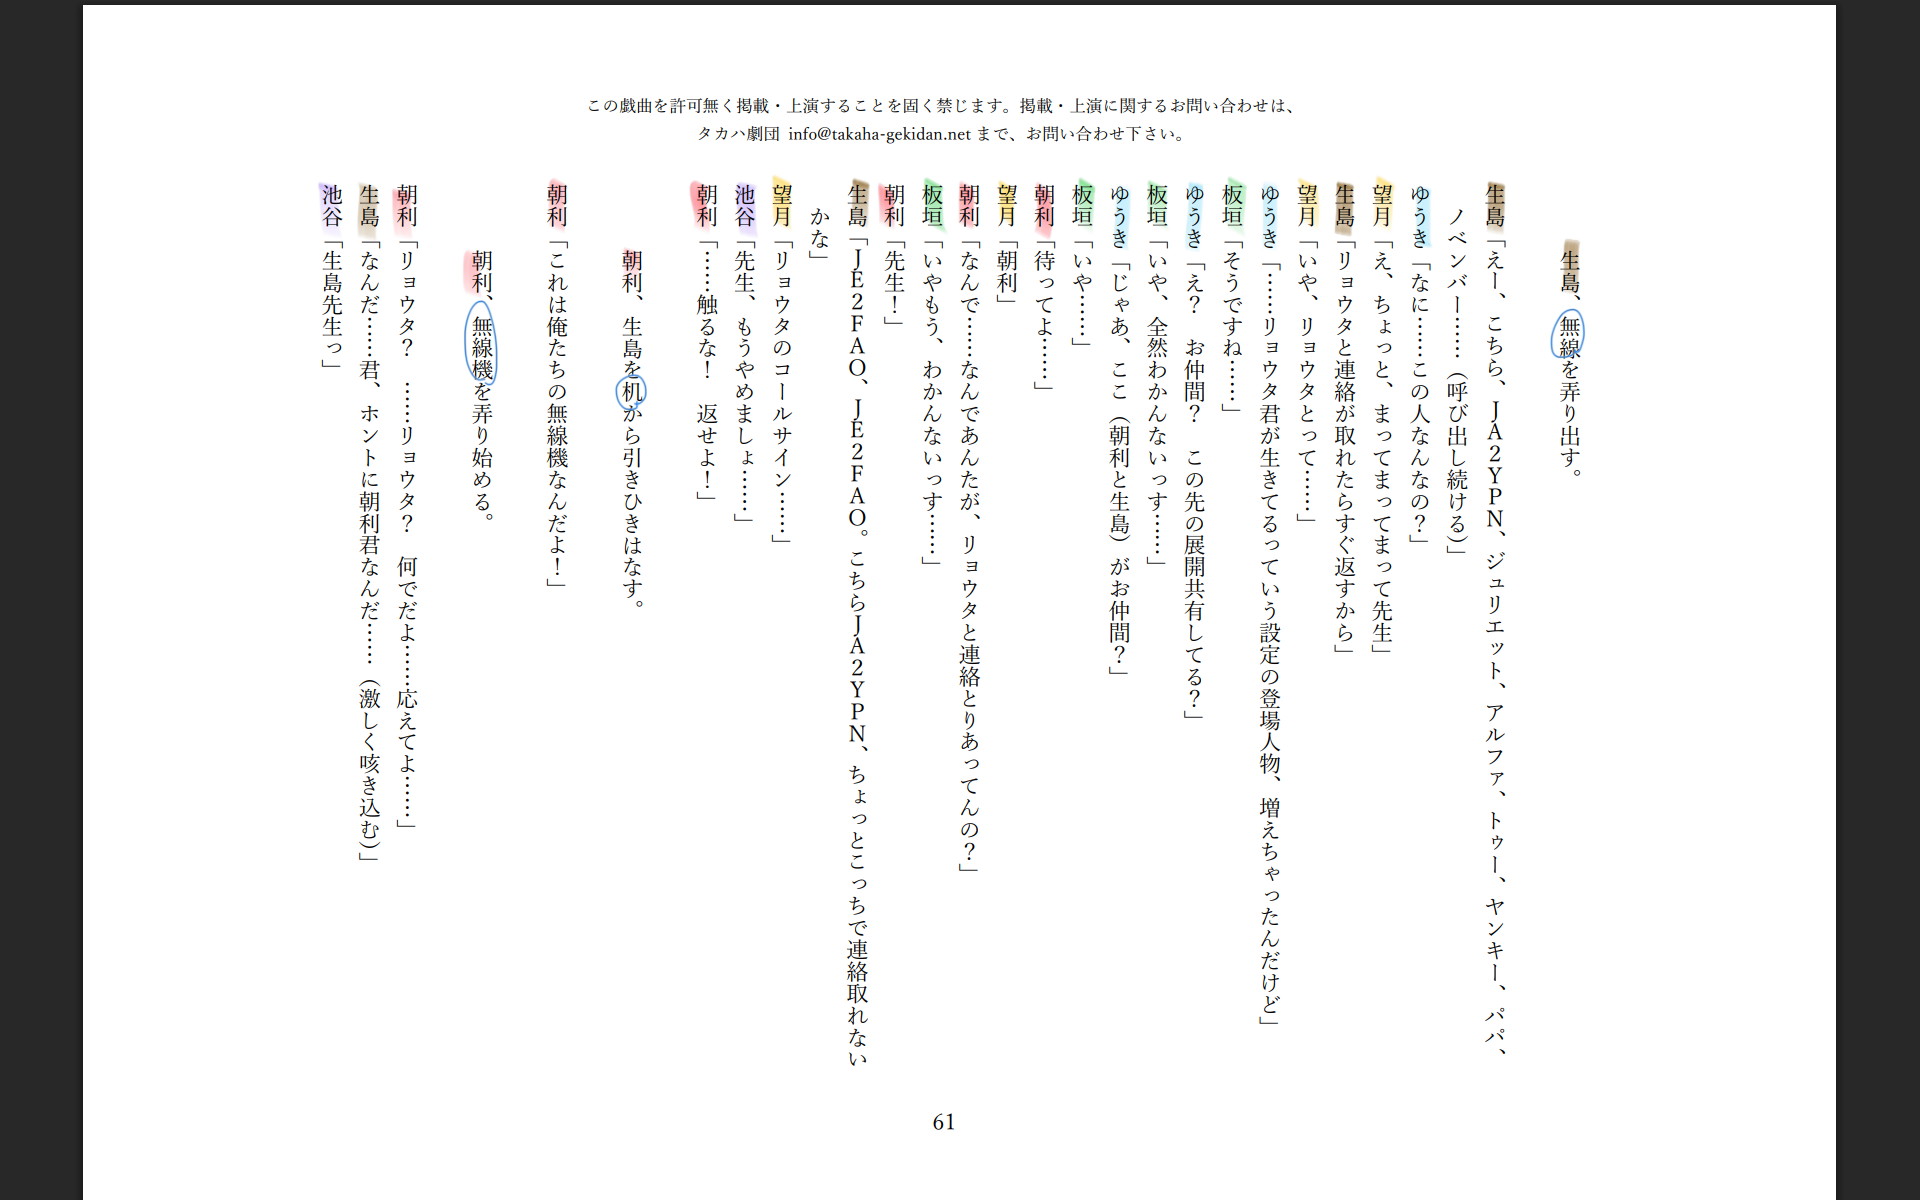 この戯曲を許可無く掲載・上演することを固く禁じます。掲載・上演に関するお問い合わせは、
タカハ劇団 info@takaha-gekidan.net まで、お問い合わせ下さい。
生島、無線を弄り出す。
生島「えー、こちら、JA2YPN、ジュリエット、アルファ、トゥー、ヤンキー、パパ、
ノベンバー……（呼び出し続ける）」
ゆうき「なに……この人なんなの？」
望月「え、ちょっと、まってまってまって先生」
生島「リョウタと連絡が取れたらすぐ返すから」
望月「いや、リョウタとって……」
ゆうき「……リョウタ君が生きてるっていう設定の登場人物、増えちゃったんだけど」
板垣「そうですね……」
ゆうき「え？　お仲間？　この先の展開共有してる？」
板垣「いや、全然わかんないっす……」
ゆうき「じゃあ、ここ（朝利と生島）がお仲間？」
板垣「いや……」
朝利「待ってよ……」
望月「朝利」
朝利「なんで……なんであんたが、リョウタと連絡とりあってんの？」
板垣「いやもう、わかんないっす……」
朝利「先生！」
生島「JE2FAO、JE2FAO。こちらJA2YPN、ちょっとこっちで連絡取れない
かな」
望月「リョウタのコールサイン……」
池谷「先生、もうやめましょ……」
朝利「……触るな！　返せよ！」
朝利、生島を机から引きひきはなす。
朝利「これは俺たちの無線機なんだよ！」
朝利、無線機を弄り始める。
朝利「リョウタ？　……リョウタ？　何でだよ……応えてよ……」
生島「なんだ……君、ホントに朝利君なんだ……（激しく咳き込む）」
池谷「生島先生っ」
61